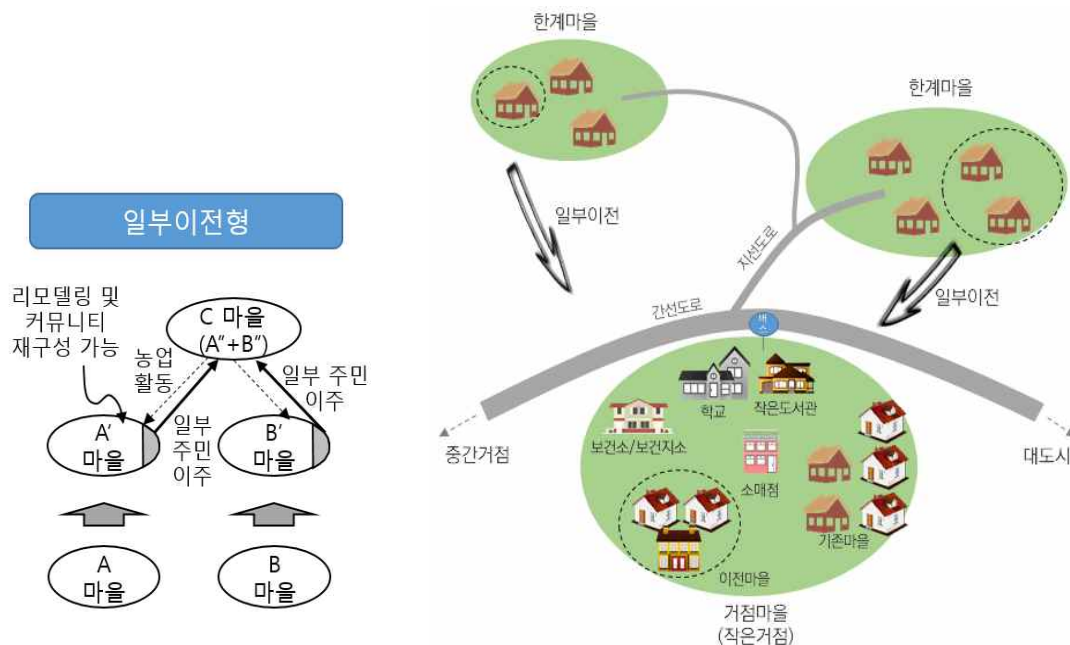 일부이전형
리모델링 및
커뮤니티
재구성 가능
C 마을
(A"+B")
농업
활동
일부
주민
이주
일부 주민
이주
A'
마을
B'
마을
A
마을
B
마을
한계마을
한계마을
일부이전
일부이전
지선도로
간선도로
버스
학교
작은도서관
보건소/보건지소
소매점
기존마을
이전마을
중간거점
대도시
거점마을
(작은거점)